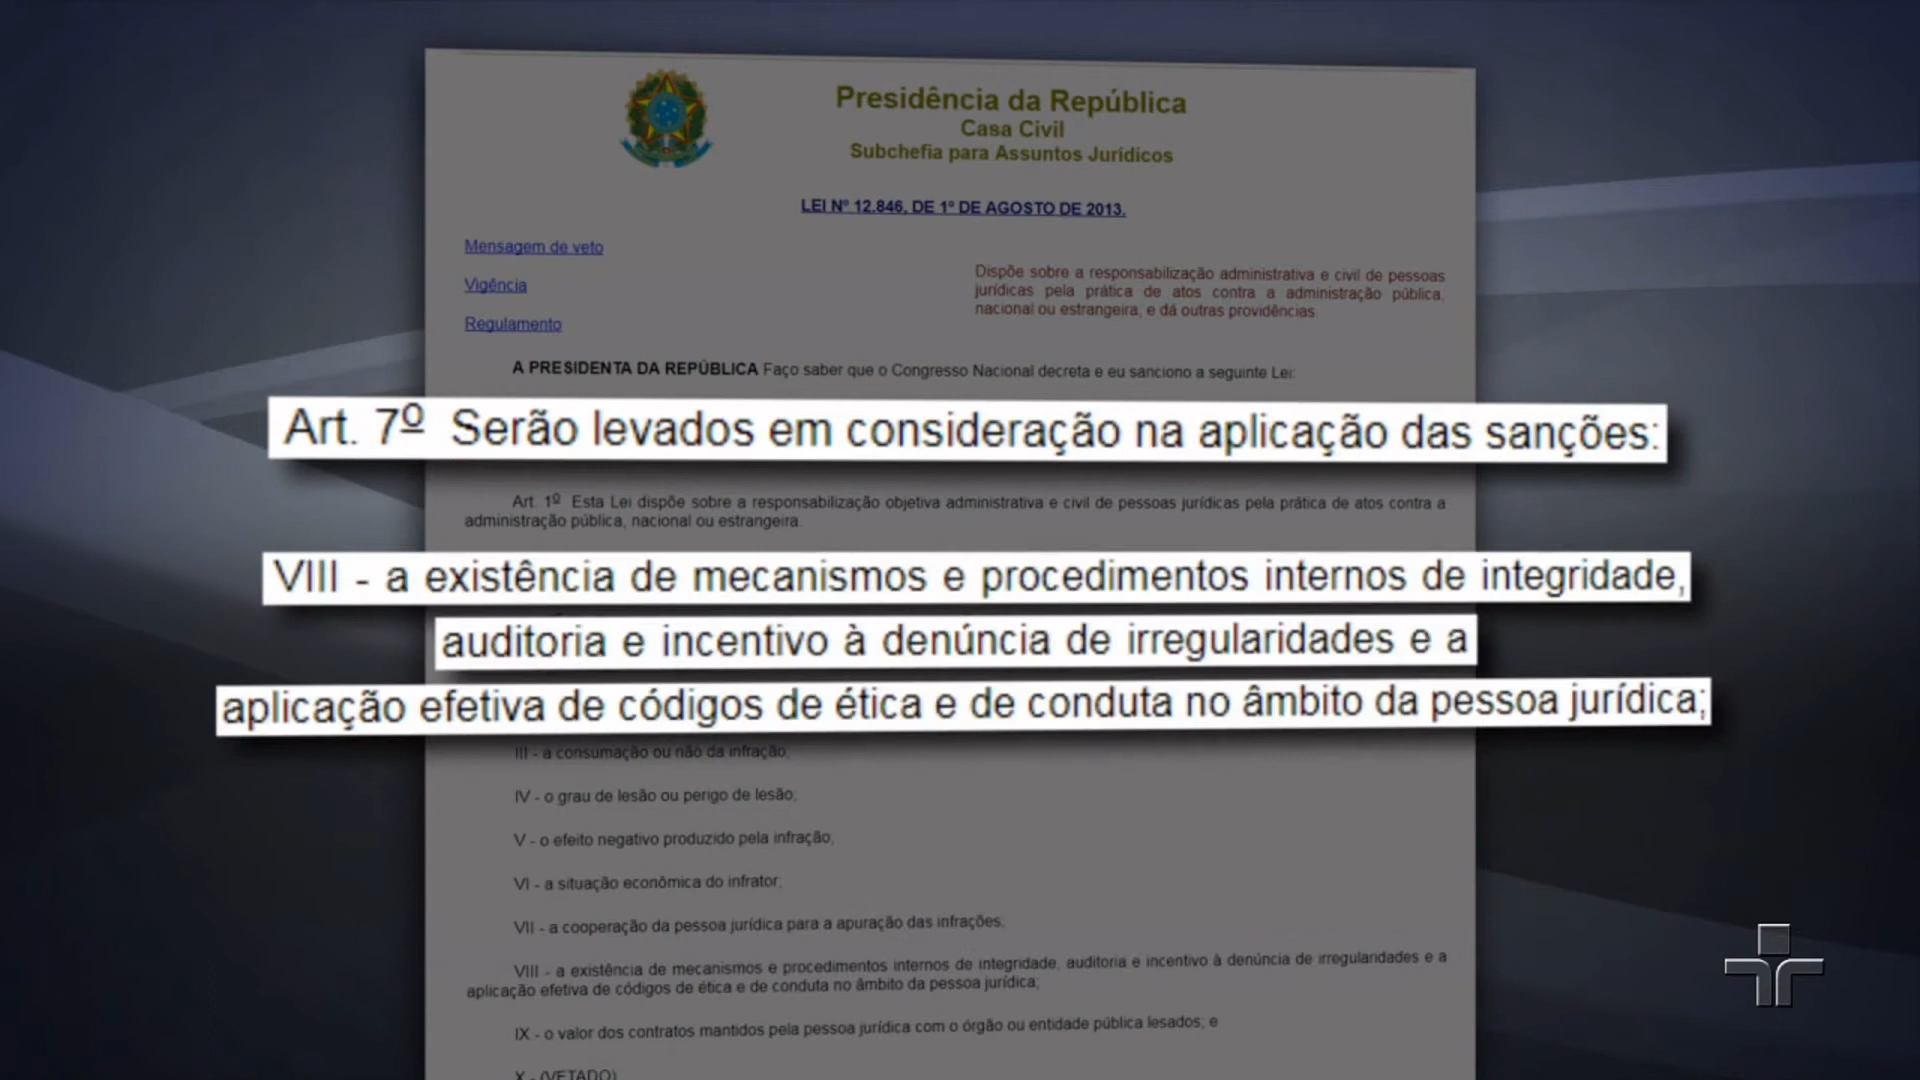 Presidência da República
Casa Civil
Subchefia para Assuntos Jurídicos
LEI Nº 12.846, DE 1º DE AGOSTO DE 2013.
Mensagem de veto
Vigência
Regulamento
Dispõe sobre a responsabilização administrativa e civil de pessoas
jurídicas pela prática de atos contra a administração pública,
nacional ou estrangeira, e dá outras providências.
A PRESIDENTA DA REPÚBLICA Faço saber que o Congresso Nacional decreta e eu sanciono a seguinte Lei:
Art. 7º Serão levados em consideração na aplicação das sanções:
Art. 1º Esta Lei dispõe sobre a responsabilização objetiva administrativa e civil de pessoas jurídicas pela prática de atos contra a
administração pública, nacional ou estrangeira.
VIII - a existência de mecanismos e procedimentos internos de integridade,
auditoria e incentivo à denúncia de irregularidades e a
aplicação efetiva de códigos de ética e de conduta no âmbito da pessoa jurídica;
III - a consumação ou não da infração;
IV - o grau de lesão ou perigo de lesão;
V - o efeito negativo produzido pela infração;
VI - a situação econômica do infrator;
VII - a cooperação da pessoa jurídica para a apuração das infrações;
VIII - a existência de mecanismos e procedimentos internos de integridade, auditoria e incentivo à denúncia de irregularidades e a
aplicação efetiva de códigos de ética e de conduta no âmbito da pessoa jurídica;
IX - o valor dos contratos mantidos pela pessoa jurídica com o órgão ou entidade pública lesados; e
X - (VETADO)